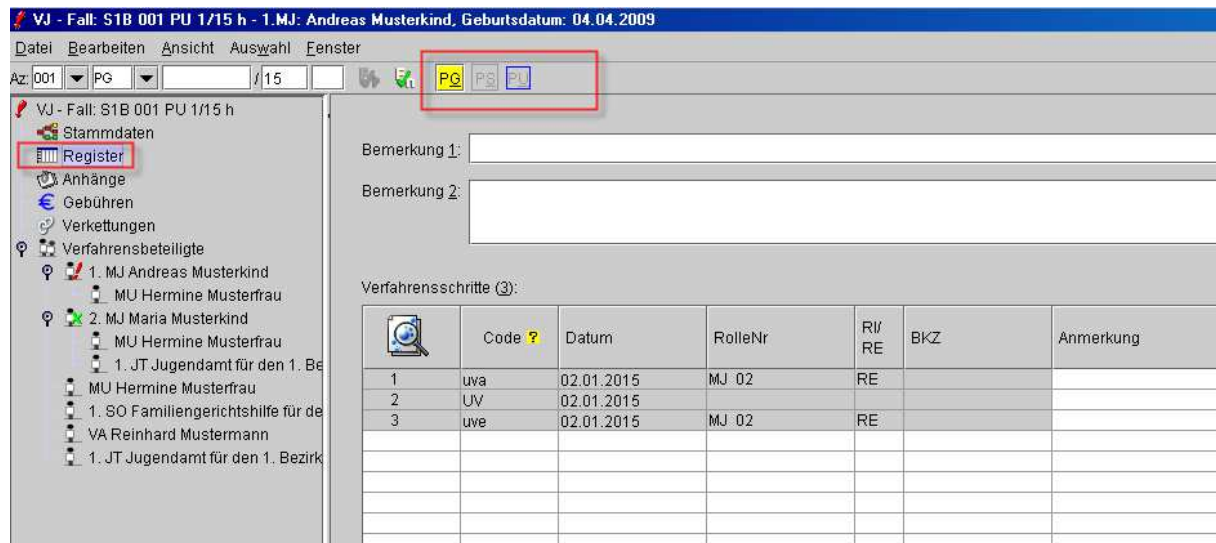 VJ - Fall: S1B 001 PU 1/15 h - 1.MJ: Andreas Musterkind, Geburtsdatum: 04.04.2009
Datei Bearbeiten Ansicht Auswahl Fenster
Az: 001 PG / 15 PG PS PU
VJ - Fall: S1B 001 PU 1/15 h
Stammdaten
Register
Anhänge
Gebühren
Verkettungen
Verfahrensbeteiligte
1. MJ Andreas Musterkind
MU Hermine Musterfrau
2. MJ Maria Musterkind
MU Hermine Musterfrau
1. JT Jugendamt für den 1. Be
MU Hermine Musterfrau
1. SO Familiengerichtshilfe für de
VA Reinhard Mustermann
1. JT Jugendamt für den 1. Bezirk
Bemerkung 1:
Bemerkung 2:
Verfahrensschritte (3):
Code ? Datum RolleNr RI/ RE BKZ Anmerkung
1 uva 02.01.2015 MJ 02 RE
2 UV 02.01.2015
3 uve 02.01.2015 MJ 02 RE